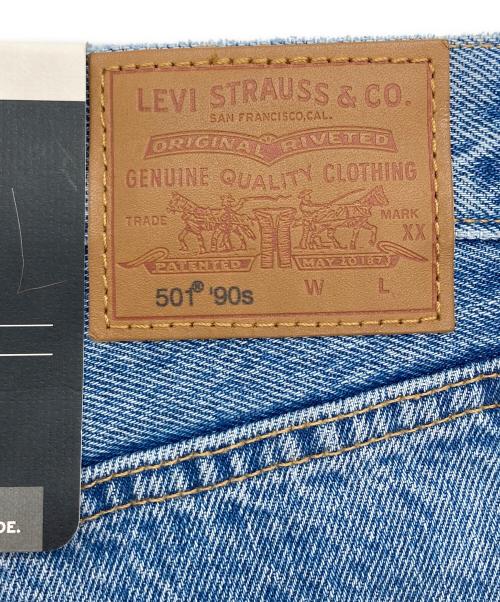 LEVI STRAUSS & CO.
SAN FRANCISCO,CAL.
ORIGINAL RIVETED
GENUINE QUALITY CLOTHING
TRADE MARK
XX
PATENTED MAY 20 1873
501® '90s W L
DE.